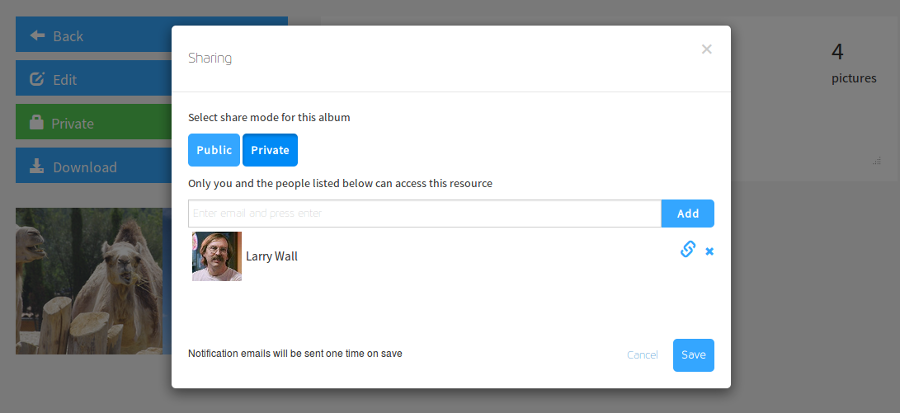 Back
Edit
Private
Download
4
pictures
Sharing
Select share mode for this album
Public Private
Only you and the people listed below can access this resource
Enter email and press enter Add
Larry Wall
Notification emails will be sent one time on save
Cancel Save